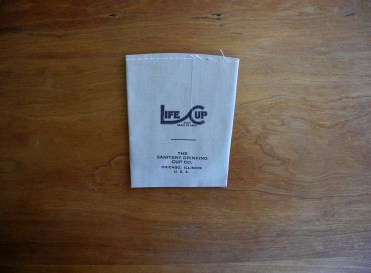 LIFE CUP
THE
SANITARY DRINKING
CUP CO.
CHICAGO, ILLINOIS
U. S. A.